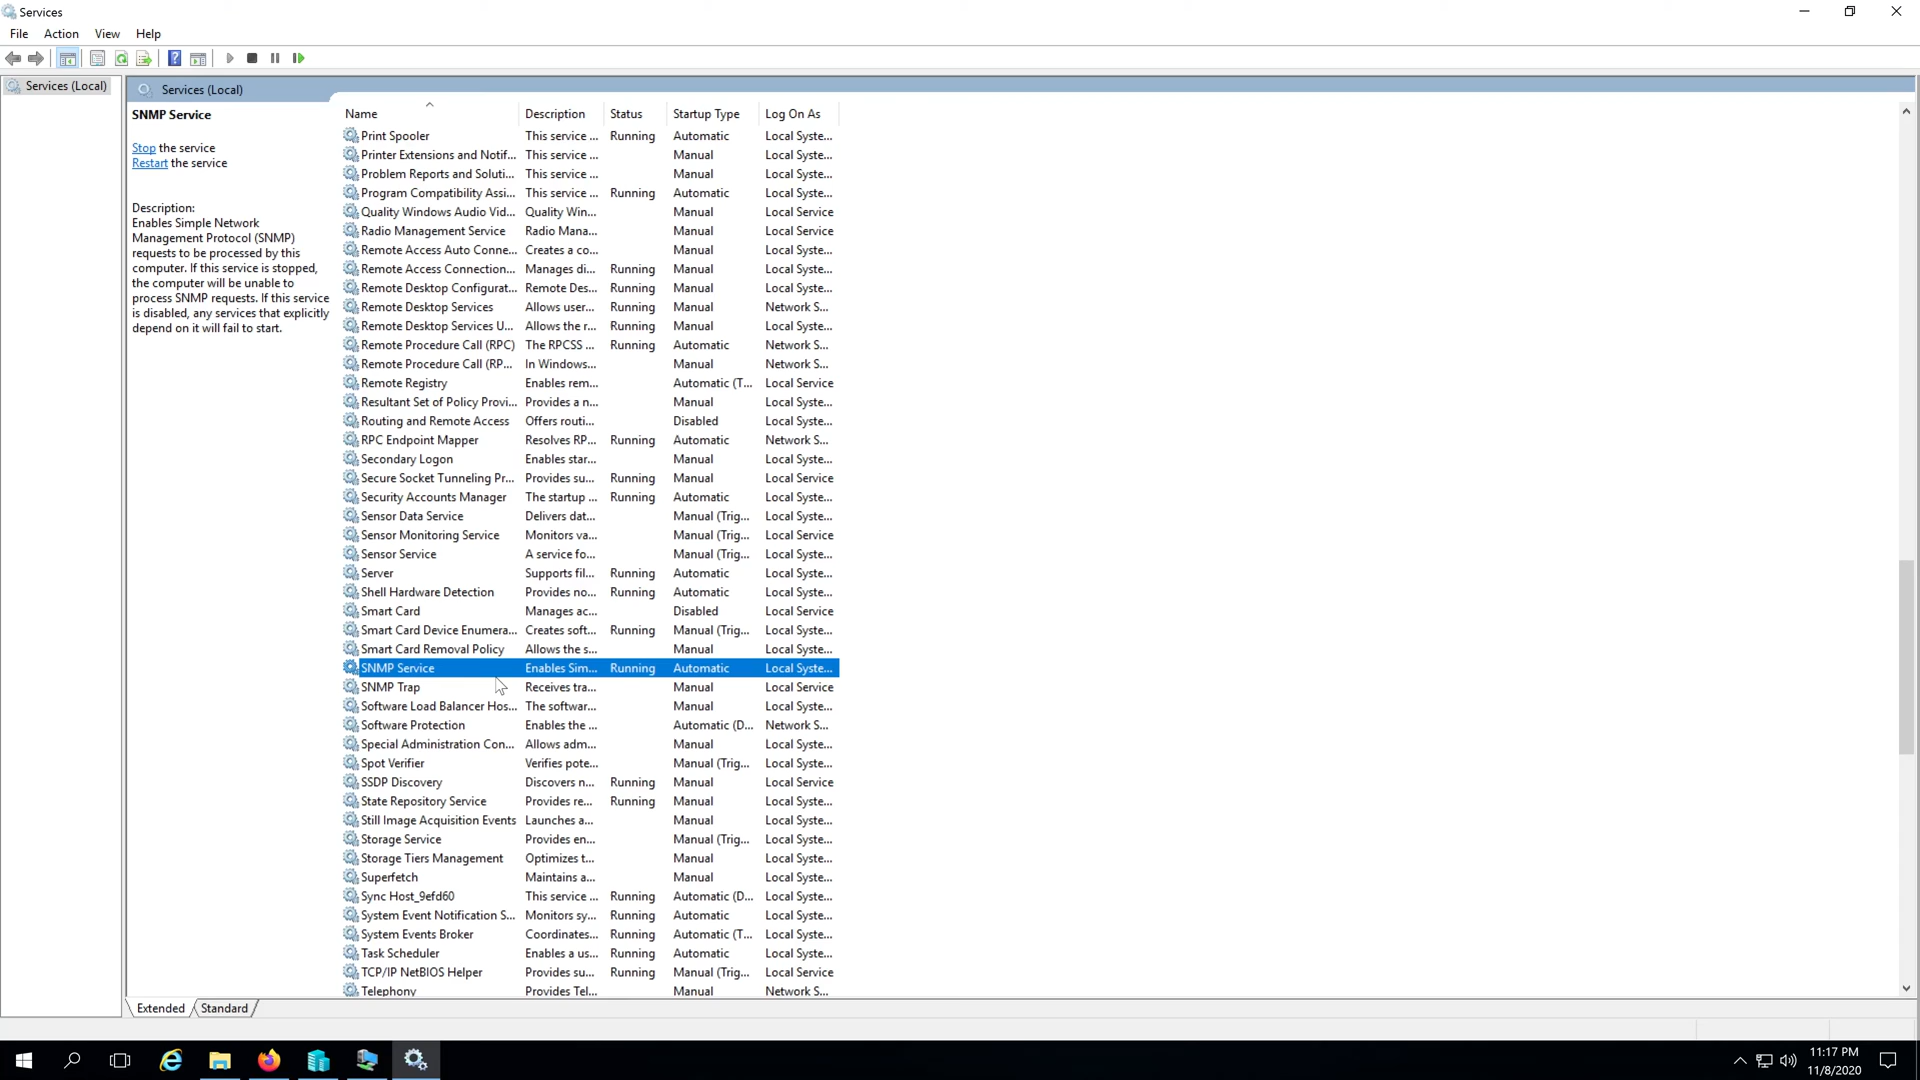 Services
File Action View Help
Services (Local)
Services (Local)
SNMP Service
Stop the service
Restart the service
Description:
Enables Simple Network
Management Protocol (SNMP)
requests to be processed by this
computer. If this service is stopped,
the computer will be unable to
process SNMP requests. If this service
is disabled, any services that explicitly
depend on it will fail to start.
Name Description Status Startup Type Log On As
Print Spooler This service ... Running Automatic Local Syste...
Printer Extensions and Notif... This service ... Manual Local Syste...
Problem Reports and Soluti... This service ... Manual Local Syste...
Program Compatibility Assi... This service ... Running Automatic Local Syste...
Quality Windows Audio Vid... Quality Win... Manual Local Service
Radio Management Service Radio Mana... Manual Local Service
Remote Access Auto Conne... Creates a co... Manual Local Syste...
Remote Access Connection... Manages di... Running Manual Local Syste...
Remote Desktop Configurat... Remote Des... Running Manual Local Syste...
Remote Desktop Services Allows user... Running Manual Network S...
Remote Desktop Services U... Allows the r... Running Manual Local Syste...
Remote Procedure Call (RPC) The RPCSS ... Running Automatic Network S...
Remote Procedure Call (RP... In Windows... Manual Network S...
Remote Registry Enables rem... Automatic (T... Local Service
Resultant Set of Policy Provi... Provides a n... Manual Local Syste...
Routing and Remote Access Offers routi... Disabled Local Syste...
RPC Endpoint Mapper Resolves RP... Running Automatic Network S...
Secondary Logon Enables star... Manual Local Syste...
Secure Socket Tunneling Pr... Provides su... Running Manual Local Service
Security Accounts Manager The startup ... Running Automatic Local Syste...
Sensor Data Service Delivers dat... Manual (Trig... Local Syste...
Sensor Monitoring Service Monitors va... Manual (Trig... Local Service
Sensor Service A service fo... Manual (Trig... Local Syste...
Server Supports fil... Running Automatic Local Syste...
Shell Hardware Detection Provides no... Running Automatic Local Syste...
Smart Card Manages ac... Disabled Local Service
Smart Card Device Enumera... Creates soft... Running Manual (Trig... Local Syste...
Smart Card Removal Policy Allows the s... Manual Local Syste...
SNMP Service Enables Sim... Running Automatic Local Syste...
SNMP Trap Receives tra... Manual Local Service
Software Load Balancer Hos... The softwar... Manual Local Syste...
Software Protection Enables the ... Automatic (D... Network S...
Special Administration Con... Allows adm... Manual Local Syste...
Spot Verifier Verifies pote... Manual (Trig... Local Syste...
SSDP Discovery Discovers n... Running Manual Local Service
State Repository Service Provides re... Running Manual Local Syste...
Still Image Acquisition Events Launches a... Manual Local Syste...
Storage Service Provides en... Manual (Trig... Local Syste...
Storage Tiers Management Optimizes t... Manual Local Syste...
Superfetch Maintains a... Manual Local Syste...
Sync Host_9efd60 This service ... Running Automatic (D... Local Syste...
System Event Notification S... Monitors sy... Running Automatic Local Syste...
System Events Broker Coordinates... Running Automatic (T... Local Syste...
Task Scheduler Enables a us... Running Automatic Local Syste...
TCP/IP NetBIOS Helper Provides su... Running Manual (Trig... Local Service
Telephony Provides Tel... Manual Network S...
Extended Standard
11:17 PM
11/8/2020